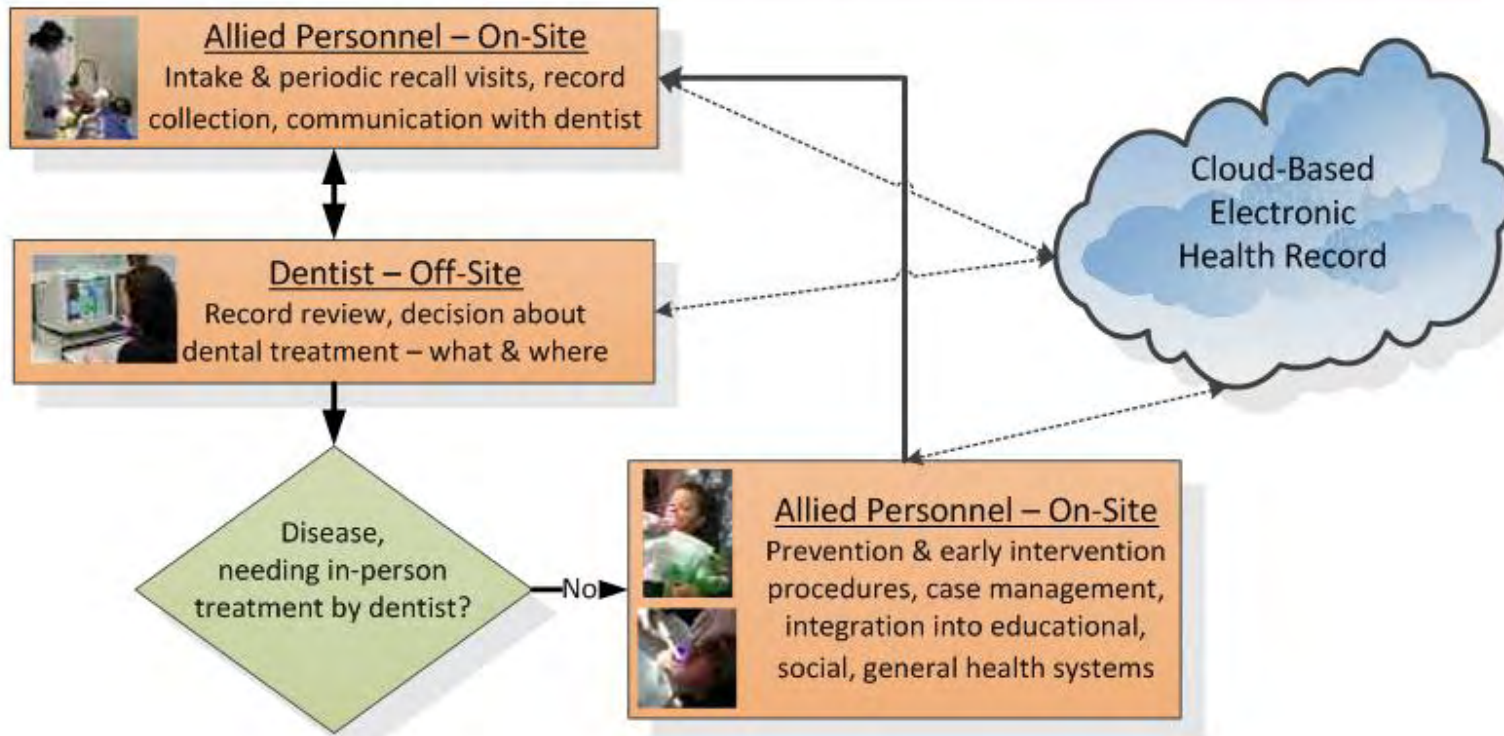 Allied Personnel – On-Site
Intake & periodic recall visits, record
collection, communication with dentist
Cloud-Based
Electronic
Health Record
Dentist – Off-Site
Record review, decision about
dental treatment – what & where
Disease,
needing in-person
treatment by dentist?
No
Allied Personnel – On-Site
Prevention & early intervention
procedures, case management,
integration into educational,
social, general health systems